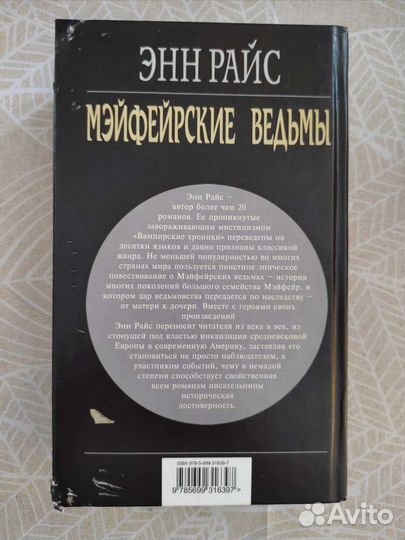 ЭНН РАЙС
МЭЙФЕЙРСКИЕ ВЕДЬМЫ
Энн Райс –
автор более чем 20
романов. Ее проникнутые
завораживающим мистицизмом
«Вампирские хроники» переведены на
десятки языков и давно признаны классикой
жанра. Не меньшей популярностью во многих
странах мира пользуется поистине эпическое
повествование о Мэйфейрских ведьмах – история
многих поколений большого семейства Мэйфейр, в
котором дар ведьмовства передается по наследству –
от матери к дочери. Вместе с героями своих
произведений
Энн Райс переносит читателя из века в век, из
стонущей под властью инквизиции средневековой
Европы в современную Америку, заставляя его
становиться не просто наблюдателем, а
участником событий, чему в немалой
степени способствует свойственная
всем романам писательницы
историческая
достоверность.
ISBN 978-5-699-31639-7
9 785699 316397 >
Avito